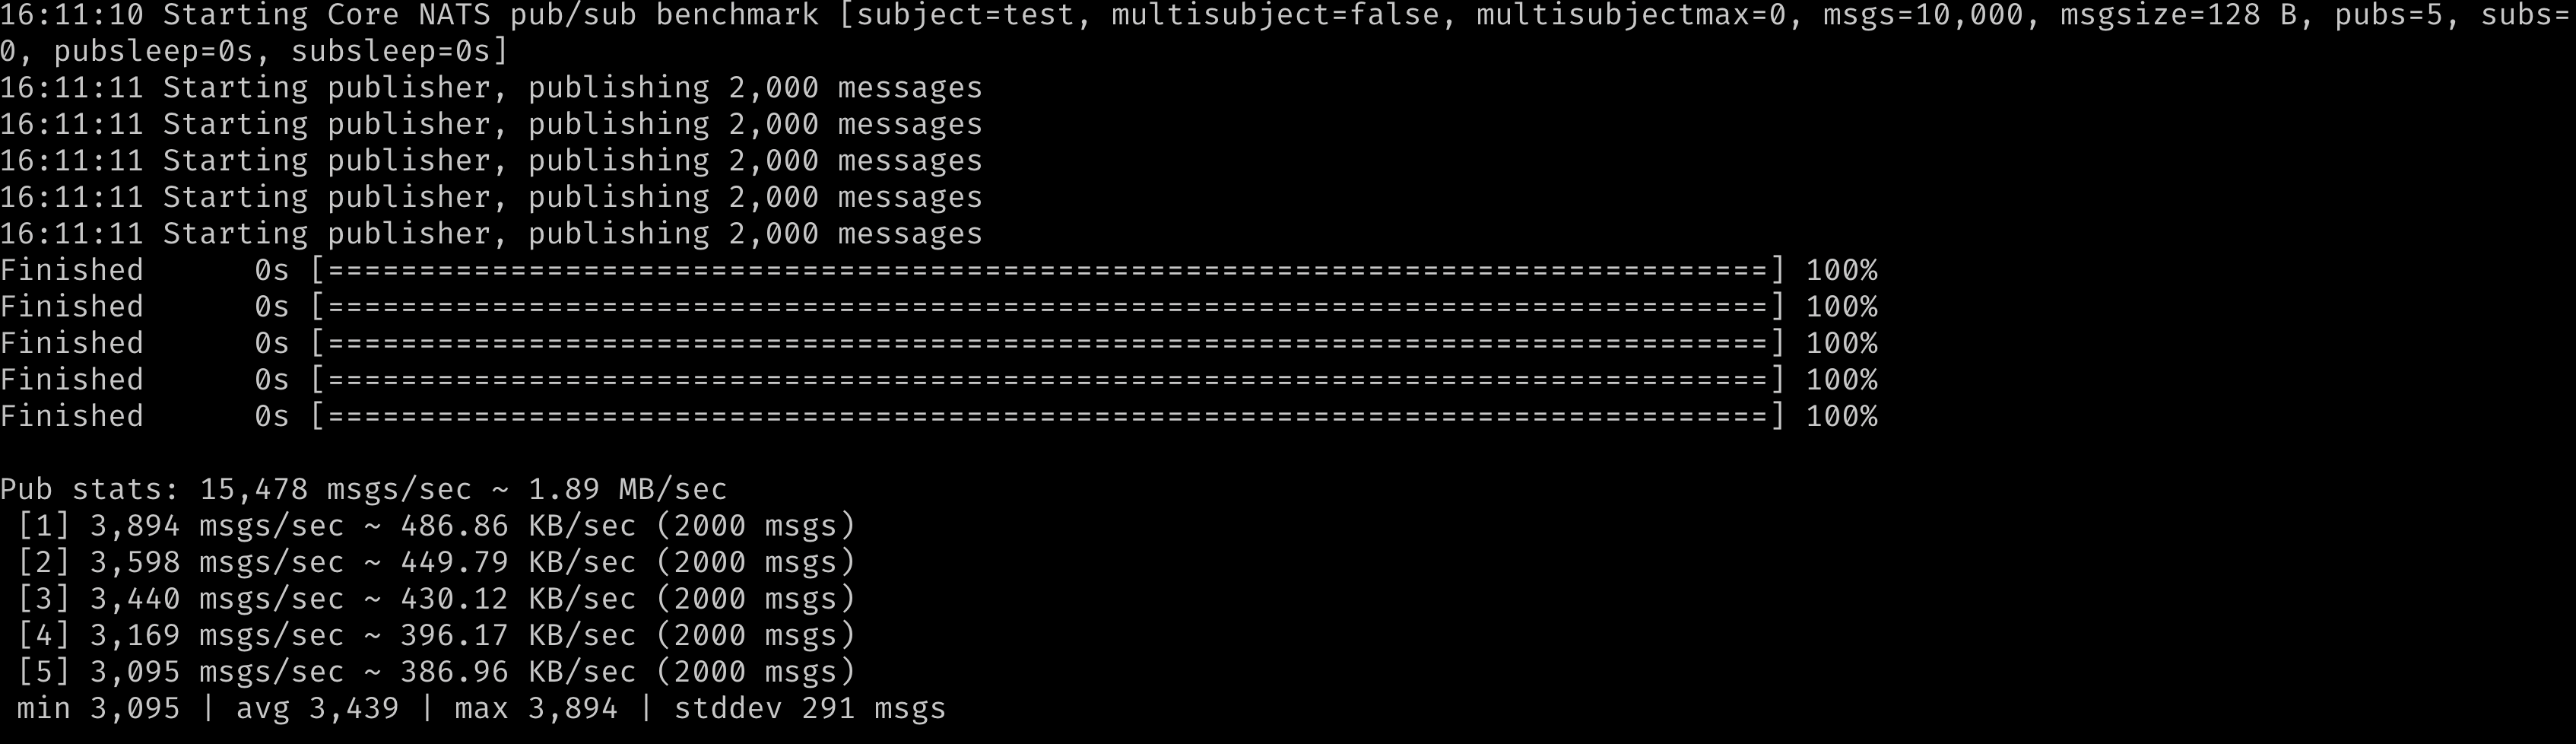 16:11:10 Starting Core NATS pub/sub benchmark [subject=test, multisubject=false, multisubjectmax=0, msgs=10,000, msgsize=128 B, pubs=5, subs=
0, pubsleep=0s, subsleep=0s]
16:11:11 Starting publisher, publishing 2,000 messages
16:11:11 Starting publisher, publishing 2,000 messages
16:11:11 Starting publisher, publishing 2,000 messages
16:11:11 Starting publisher, publishing 2,000 messages
16:11:11 Starting publisher, publishing 2,000 messages
Finished      0s [===============================================================================] 100%
Finished      0s [===============================================================================] 100%
Finished      0s [===============================================================================] 100%
Finished      0s [===============================================================================] 100%
Finished      0s [===============================================================================] 100%

Pub stats: 15,478 msgs/sec ~ 1.89 MB/sec
 [1] 3,894 msgs/sec ~ 486.86 KB/sec (2000 msgs)
 [2] 3,598 msgs/sec ~ 449.79 KB/sec (2000 msgs)
 [3] 3,440 msgs/sec ~ 430.12 KB/sec (2000 msgs)
 [4] 3,169 msgs/sec ~ 396.17 KB/sec (2000 msgs)
 [5] 3,095 msgs/sec ~ 386.96 KB/sec (2000 msgs)
 min 3,095 | avg 3,439 | max 3,894 | stddev 291 msgs